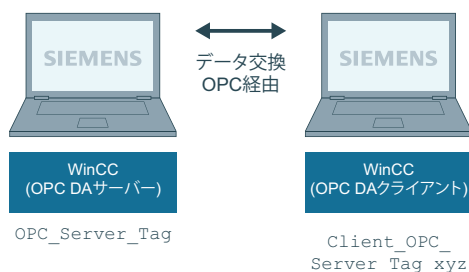 SIEMENS
データ交換
OPC経由
SIEMENS
WinCC
(OPC DAサーバー)
WinCC
(OPC DAクライアント)
OPC_Server_Tag
Client_OPC_
Server Tag xyz